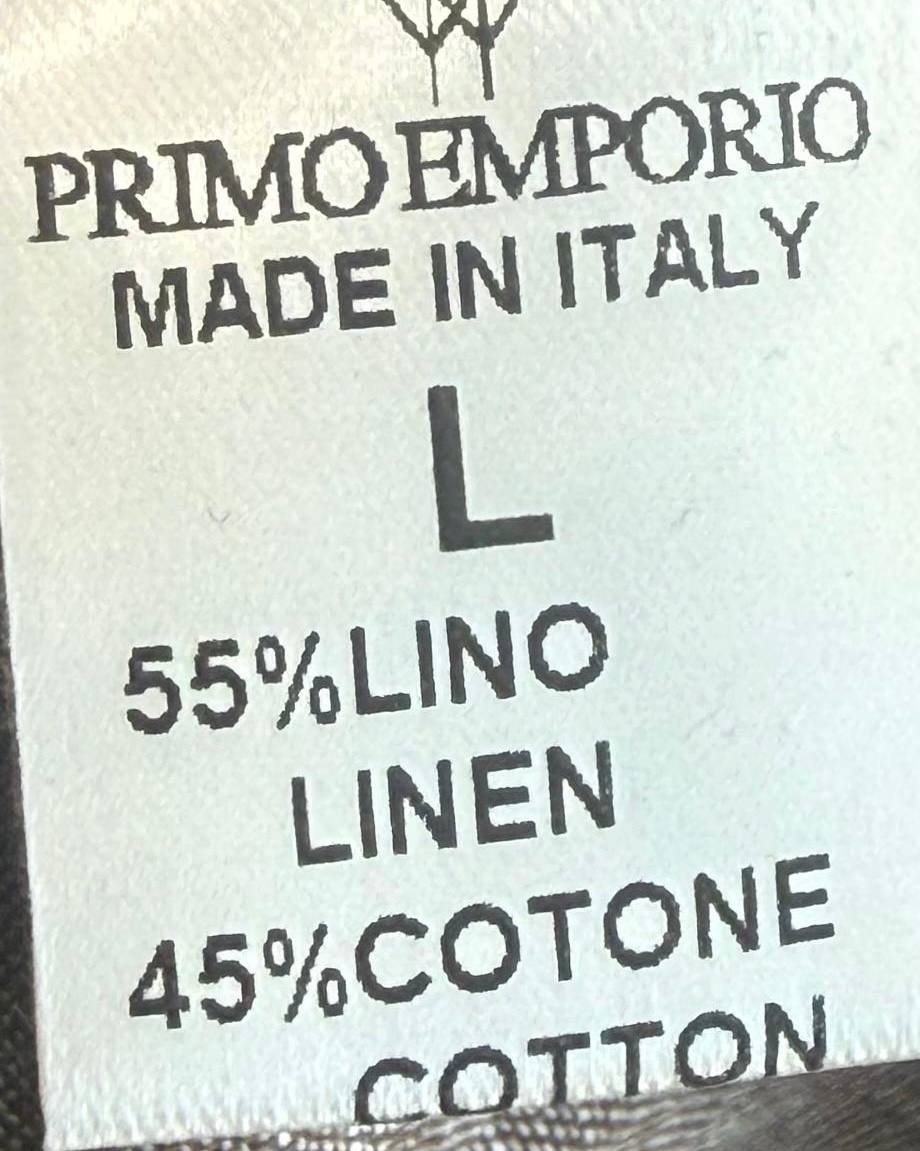 PRIMO EMPORIO
MADE IN ITALY
L
55%LINO
LINEN
45%COTONE
COTTON